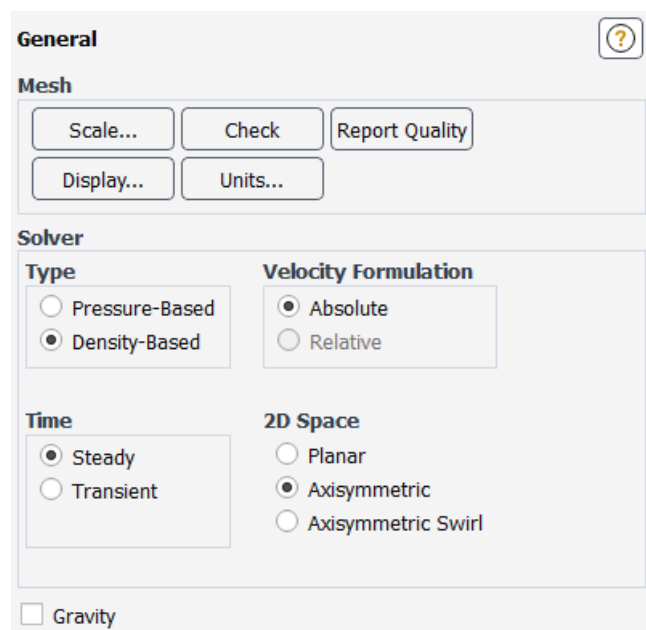 General
?
Mesh
Scale... Check Report Quality
Display... Units...
Solver
Type Velocity Formulation
Pressure-Based Absolute
Density-Based Relative
Time 2D Space
Steady Planar
Transient Axisymmetric
Axisymmetric Swirl
Gravity